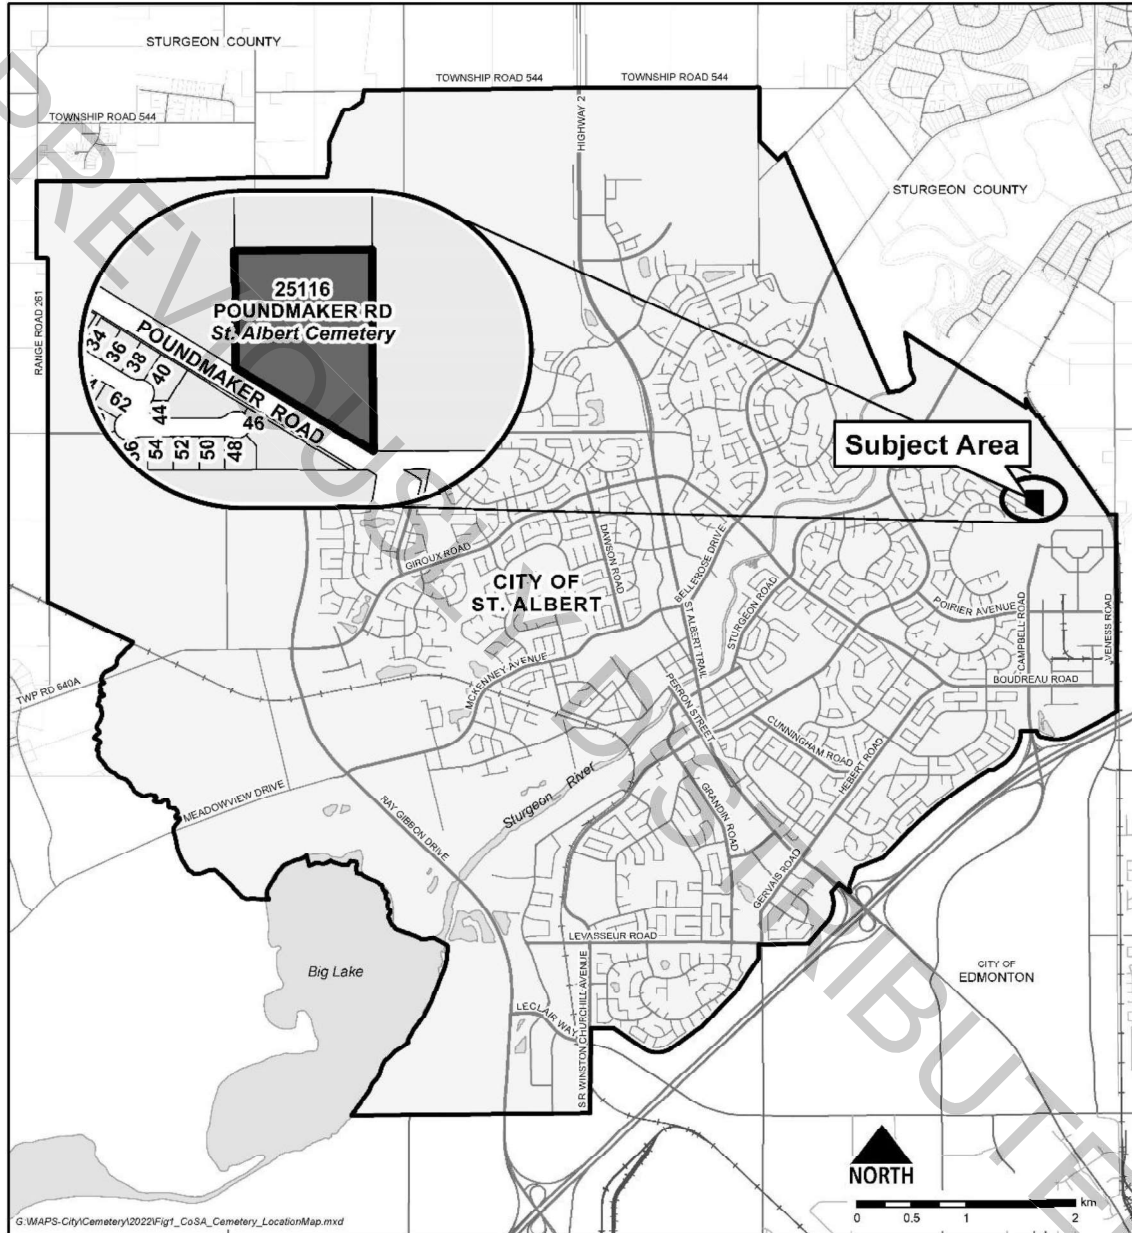 STURGEON COUNTY
TOWNSHIP ROAD 544
TOWNSHIP ROAD 544
TOWNSHIP ROAD 544
HIGHWAY 2
STURGEON COUNTY
RANGE ROAD 261
25116
POUNDMAKER RD
St. Albert Cemetery
POUNDMAKER ROAD
34
36
38
40
62
44
46
56
54
52
50
48
Subject Area
GIROUX ROAD
DAWSON ROAD
BELLEROSE DRIVE
CITY OF
ST. ALBERT
ST ALBERT TRAIL
STURGEON ROAD
POIRIER AVENUE
CAMPBELL ROAD
VENESS ROAD
BOUDREAU ROAD
TWP RD 540A
MCKENNEY AVENUE
PERRON STREET
CUNNINGHAM ROAD
HEBERT ROAD
MEADOWVIEW DRIVE
RAY GIBBON DRIVE
Sturgeon River
GRANDIN ROAD
GERVAIS ROAD
LEVASSEUR ROAD
Big Lake
CITY OF
EDMONTON
LECLAIR WAY
SIR WINSTON CHURCHILL AVENUE
NORTH
km
0 0.5 1 2
G:\MAPS-City\Cemetery\2022\Fig1_CoSA_Cemetery_LocationMap.mxd
PREVIOUSLY DISTRIBUTED